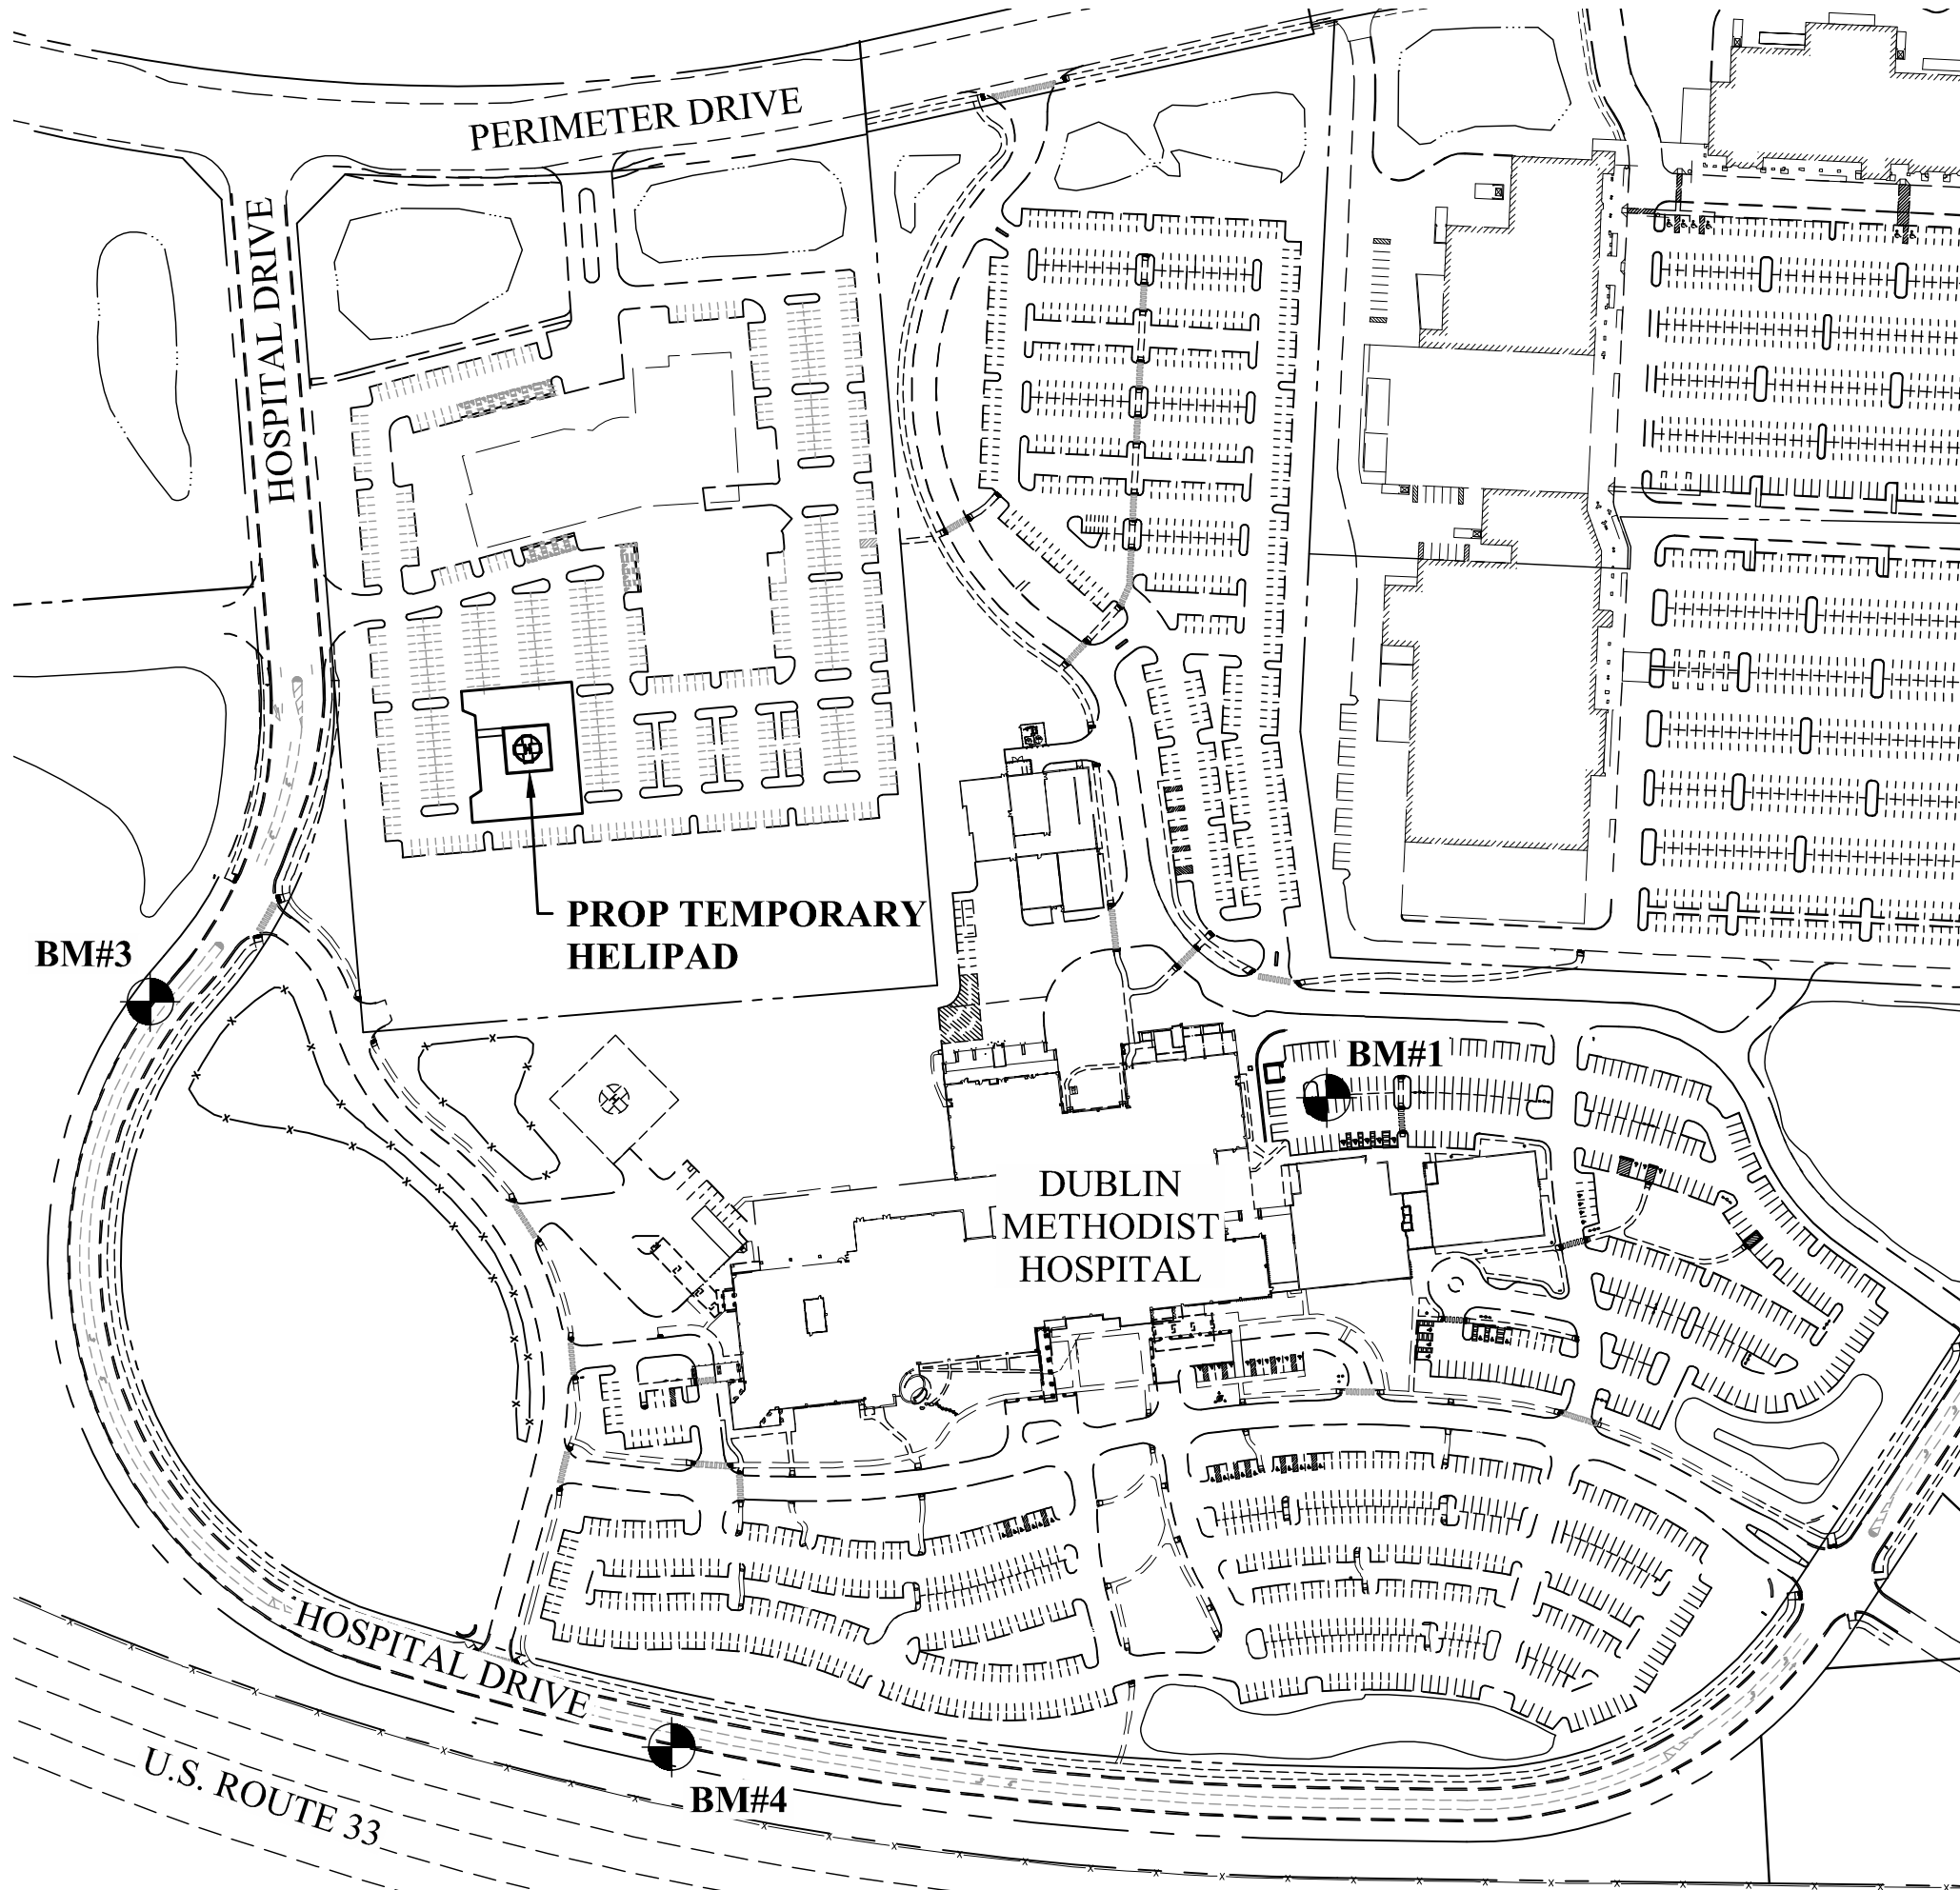 PERIMETER DRIVE
HOSPITAL DRIVE
PROP TEMPORARY
HELIPAD
BM#3
BM#1
DUBLIN
METHODIST
HOSPITAL
HOSPITAL DRIVE
BM#4
U.S. ROUTE 33